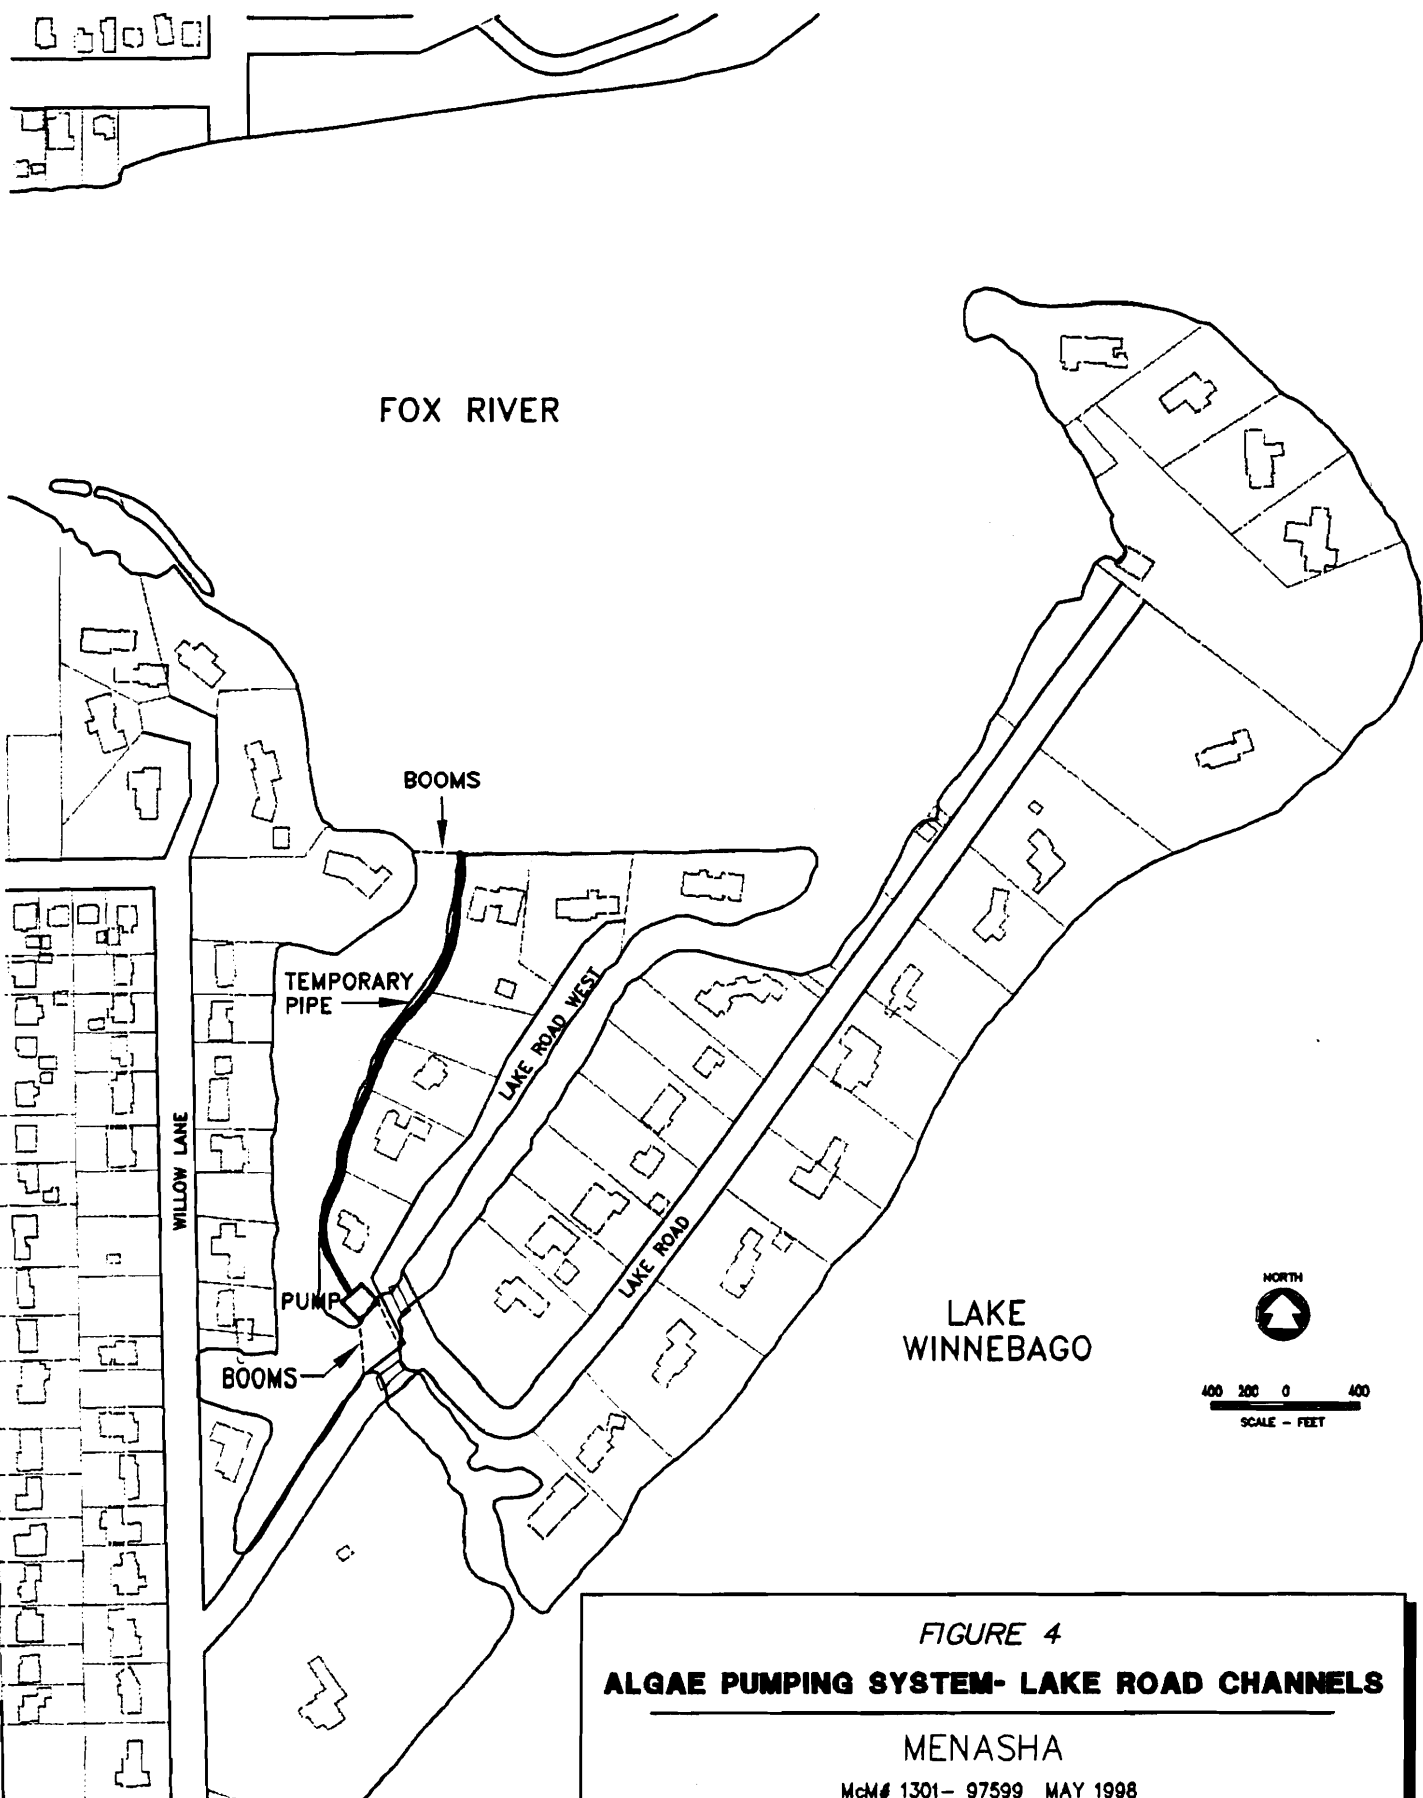 FOX RIVER
BOOMS
TEMPORARY
PIPE
LAKE ROAD WEST
WILLOW LANE
LAKE ROAD
PUMP
BOOMS
LAKE
WINNEBAGO
NORTH
400 200 0 400
SCALE - FEET
FIGURE 4
ALGAE PUMPING SYSTEM- LAKE ROAD CHANNELS
MENASHA
McM# 1301- 97599 MAY 1998